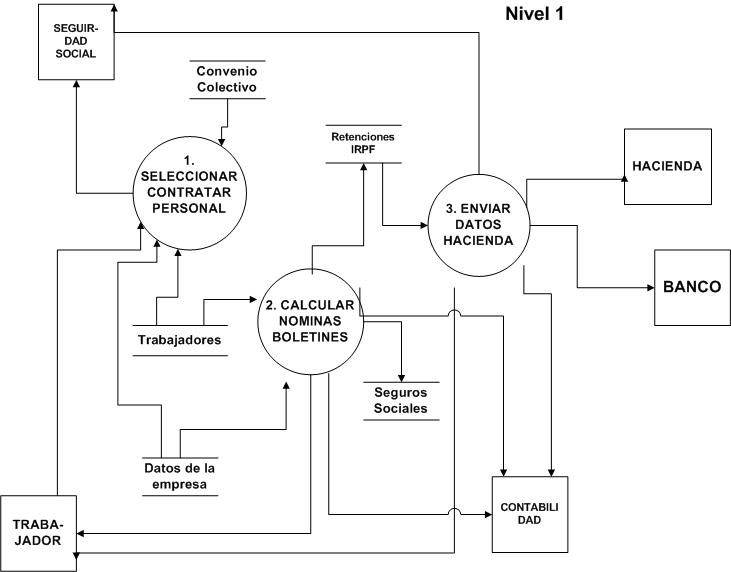 Nivel 1
SEGUIR-
DAD
SOCIAL
Convenio
Colectivo
Retenciones
IRPF
1.
SELECCIONAR
CONTRATAR
PERSONAL
HACIENDA
3. ENVIAR
DATOS
HACIENDA
BANCO
2. CALCULAR
NOMINAS
BOLETINES
Trabajadores
Seguros
Sociales
Datos de la
empresa
CONTABILI
DAD
TRABA-
JADOR